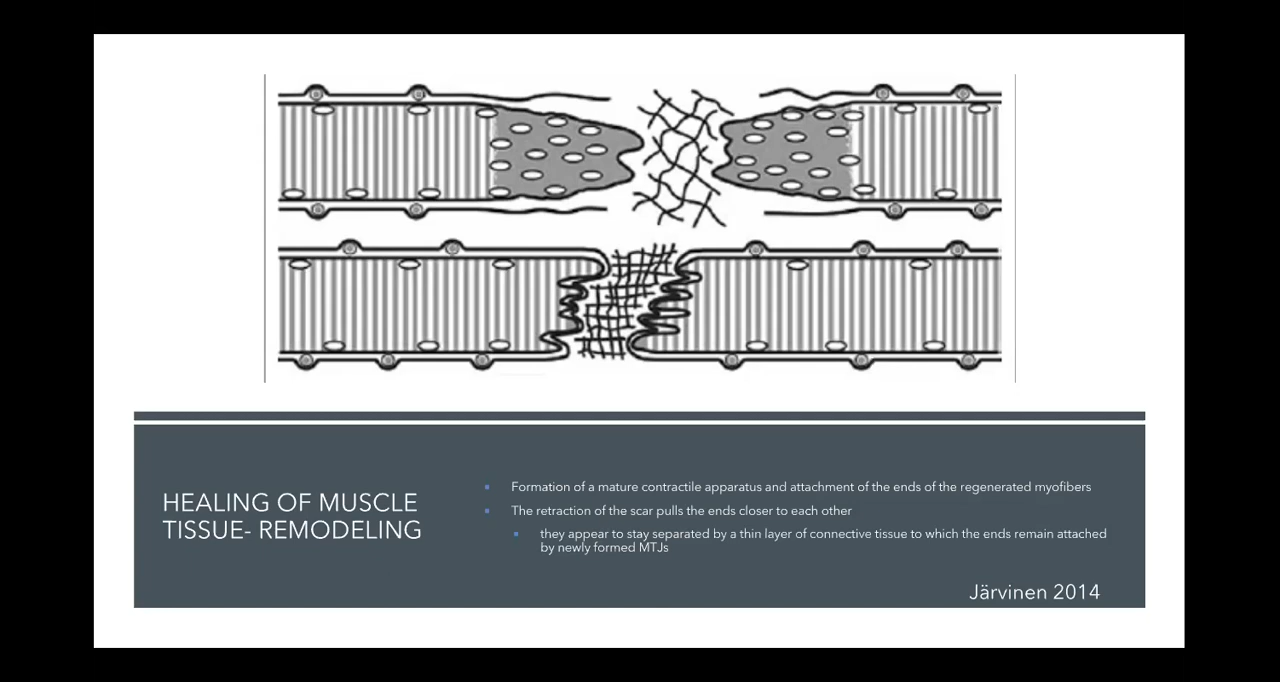 HEALING OF MUSCLE
TISSUE- REMODELING
Formation of a mature contractile apparatus and attachment of the ends of the regenerated myofibers
The retraction of the scar pulls the ends closer to each other
they appear to stay separated by a thin layer of connective tissue to which the ends remain attached
by newly formed MTJs
Järvinen 2014